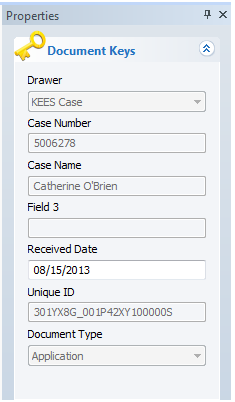 Properties
Document Keys
Drawer
KEES Case
Case Number
5006278
Case Name
Catherine O'Brien
Field 3
Received Date
08/15/2013
Unique ID
301YX8G_001P42XY100000S
Document Type
Application